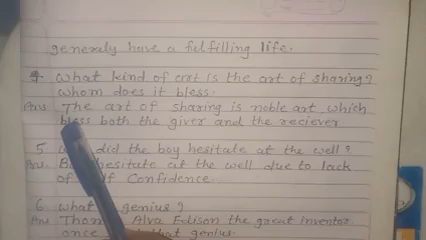 generaly have a fulfilling life.
4. What kind of art is the art of sharing?
whom does it bless.
Ans The art of sharing is noble art which
bless both the giver and the reciever
5. did the boy hesitate at the well?
Ans. hesitate at the well due to lack
of Confidence.
6. what genius?
Ans Alva Edison the great inventor
once that genius.